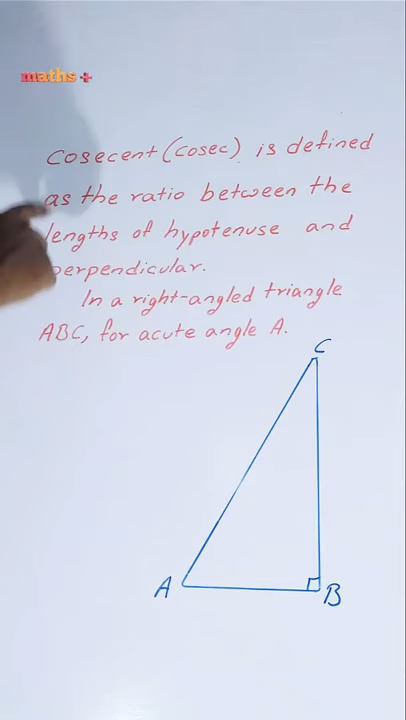 maths +
Cosecent (cosec) is defined
as the ratio between the
lengths of hypotenuse and
perpendicular.
In a right-angled triangle
ABC, for acute angle A.
C
A
B